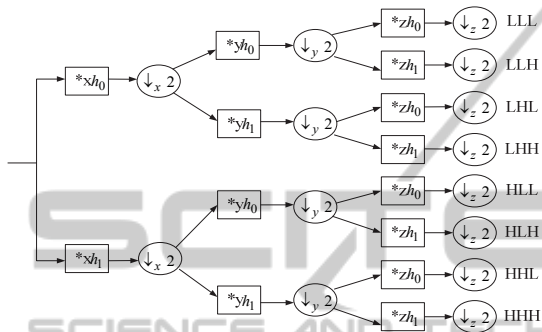 *zh₀ ↓z 2 LLL
*yh₀ ↓y 2
*zh₁ ↓z 2 LLH
*xh₀ ↓x 2
*zh₀ ↓z 2 LHL
*yh₁ ↓y 2
*zh₁ ↓z 2 LHH
*zh₀ ↓z 2 HLL
*yh₀ ↓y 2
*zh₁ ↓z 2 HLH
*xh₁ ↓x 2
*zh₀ ↓z 2 HHL
*yh₁ ↓y 2
*zh₁ ↓z 2 HHH